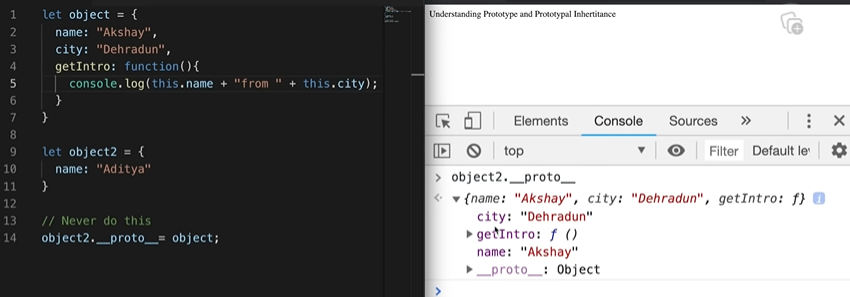 1 let object = {
2 name: "Akshay",
3 city: "Dehradun",
4 getIntro: function(){
5 console.log(this.name + "from " + this.city);
6 }
7 }
8
9 let object2 = {
10 name: "Aditya"
11 }
12
13 // Never do this
14 object2.__proto__= object;
Understanding Prototype and Prototypal Inhertitance
Elements Console Sources »
top Filter Default le
> object2.__proto__
{name: "Akshay", city: "Dehradun", getIntro: ƒ} i
city: "Dehradun"
getIntro: ƒ ()
name: "Akshay"
__proto__: Object
>